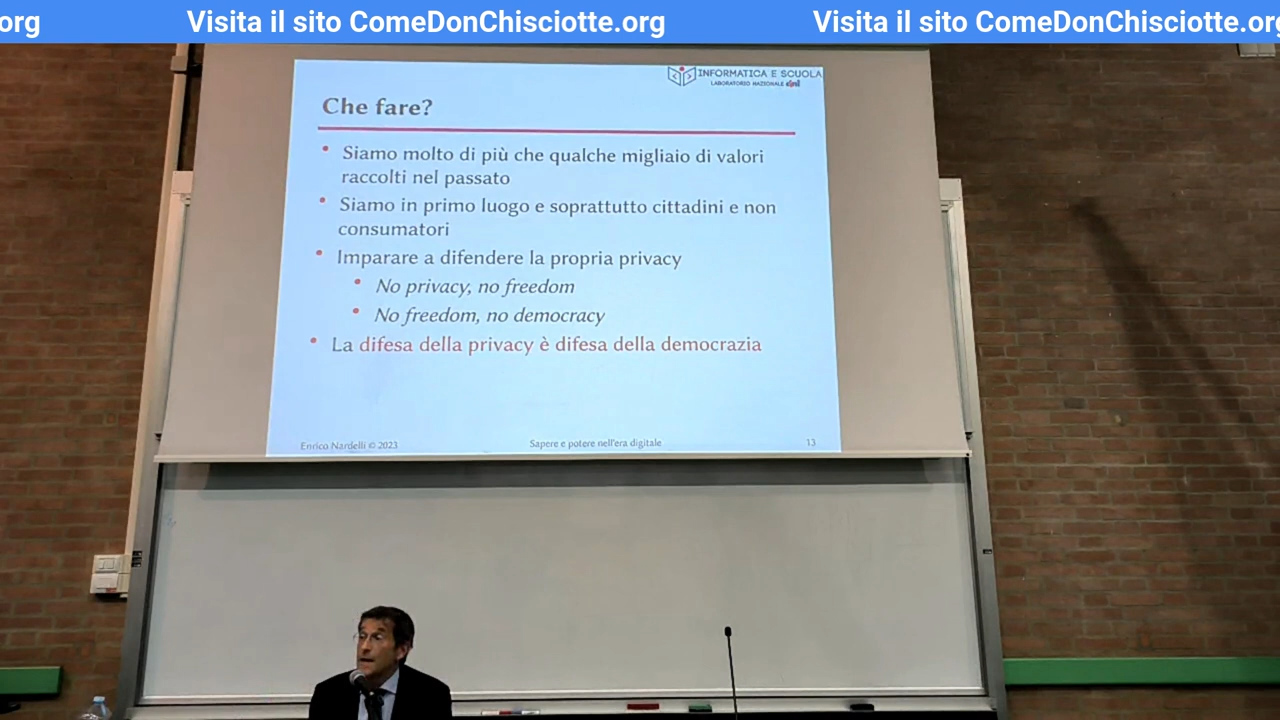 org Visita il sito ComeDonChisciotte.org Visita il sito ComeDonChisciotte.org
INFORMATICA E SCUOLA
LABORATORIO NAZIONALE cini
Che fare?
• Siamo molto di più che qualche migliaio di valori
raccolti nel passato
• Siamo in primo luogo e soprattutto cittadini e non
consumatori
• Imparare a difendere la propria privacy
• No privacy, no freedom
• No freedom, no democracy
• La difesa della privacy è difesa della democrazia
Enrico Nardelli © 2023 Sapere e potere nell'era digitale 13